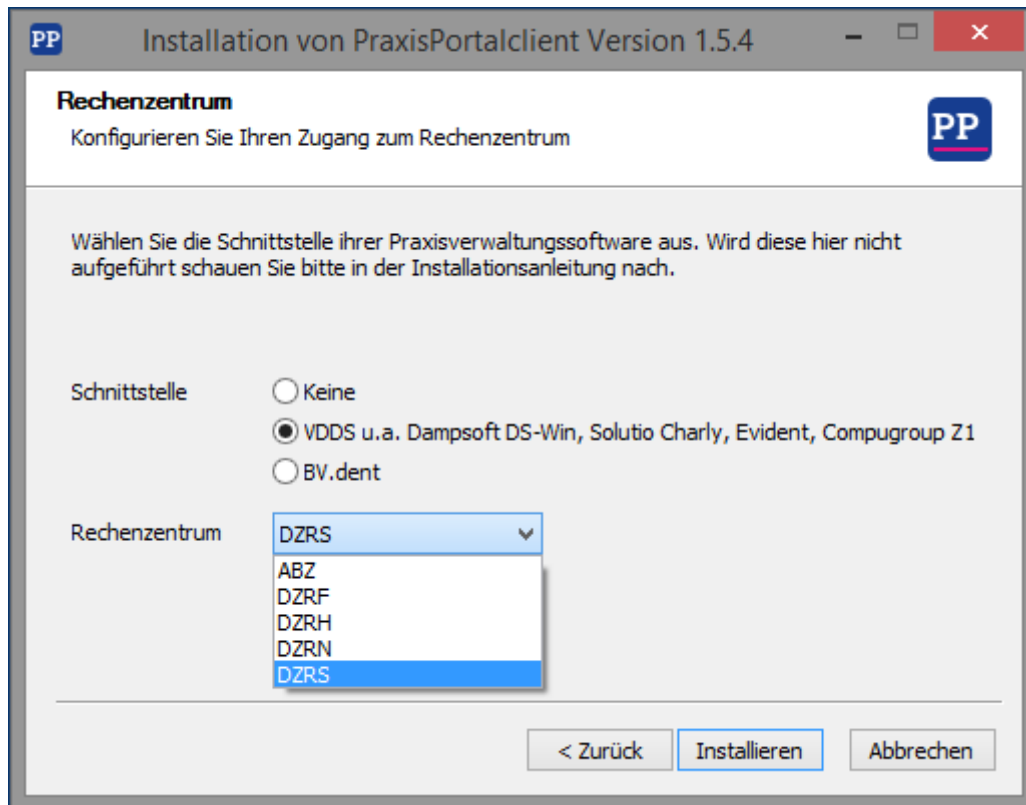 PP Installation von PraxisPortalclient Version 1.5.4
Rechenzentrum
Konfigurieren Sie Ihren Zugang zum Rechenzentrum
PP
Wählen Sie die Schnittstelle ihrer Praxisverwaltungssoftware aus. Wird diese hier nicht
aufgeführt schauen Sie bitte in der Installationsanleitung nach.
Schnittstelle Keine
VDDS u.a. Dampsoft DS-Win, Solutio Charly, Evident, Compugroup Z1
BV.dent
Rechenzentrum DZRS
ABZ
DZRF
DZRH
DZRN
DZRS
< Zurück Installieren Abbrechen